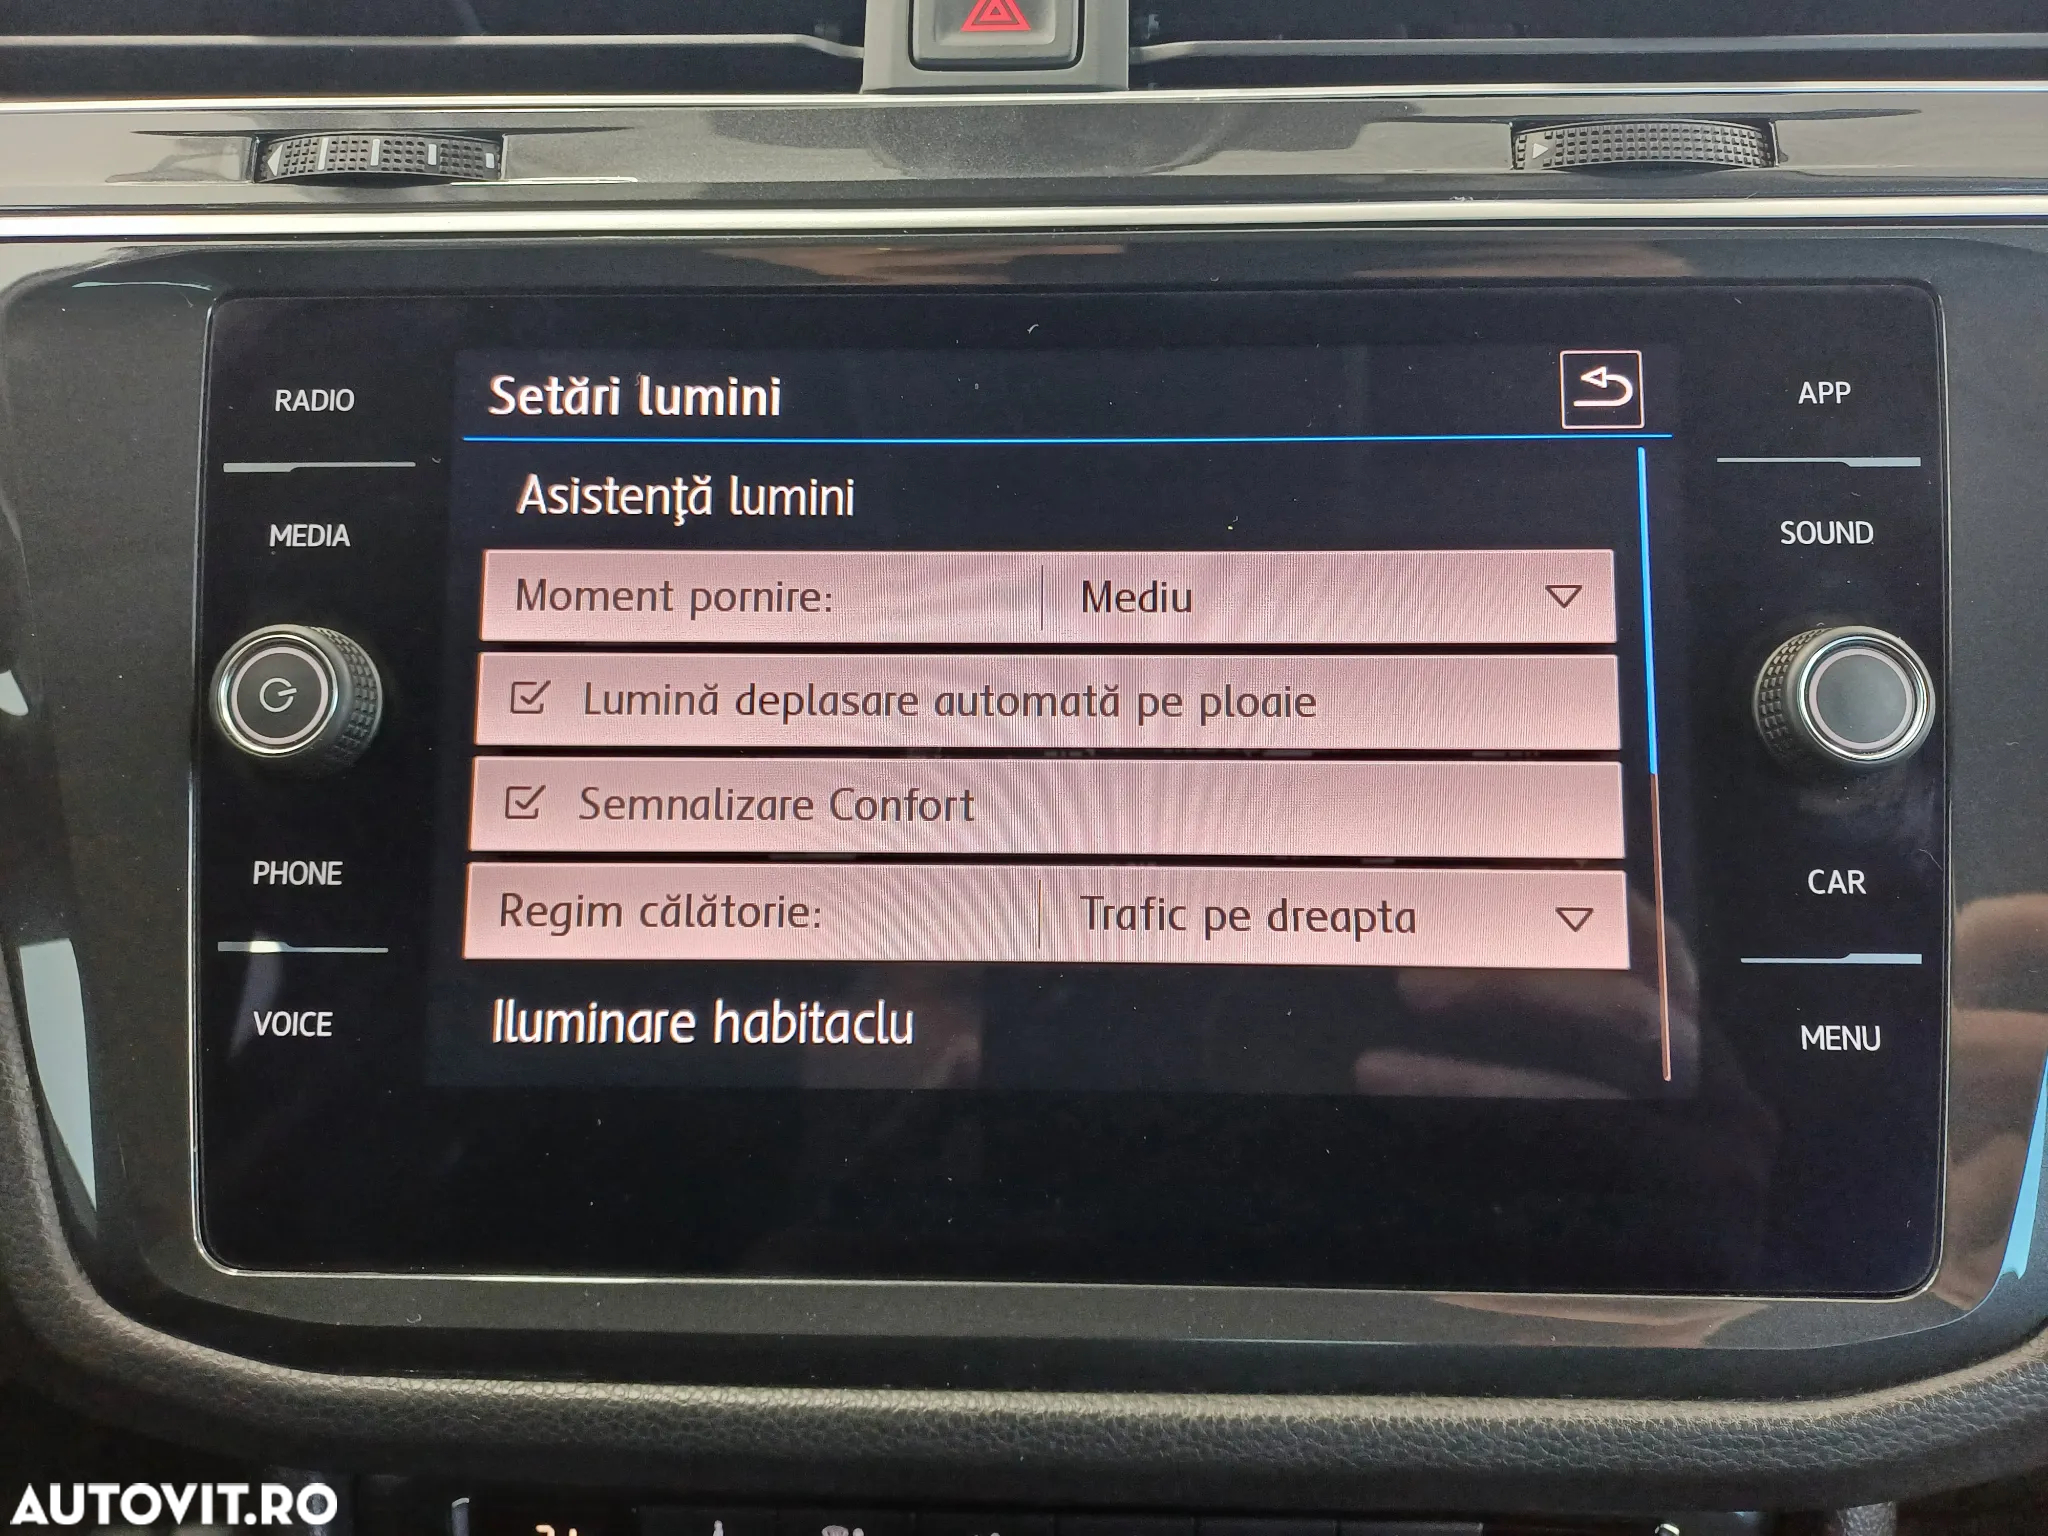 RADIO
MEDIA
PHONE
VOICE
Setări lumini
Asistenţă lumini
Moment pornire: Mediu
Lumină deplasare automată pe ploaie
Semnalizare Confort
Regim călătorie: Trafic pe dreapta
Iluminare habitaclu
APP
SOUND
CAR
MENU
AUTOVIT.RO